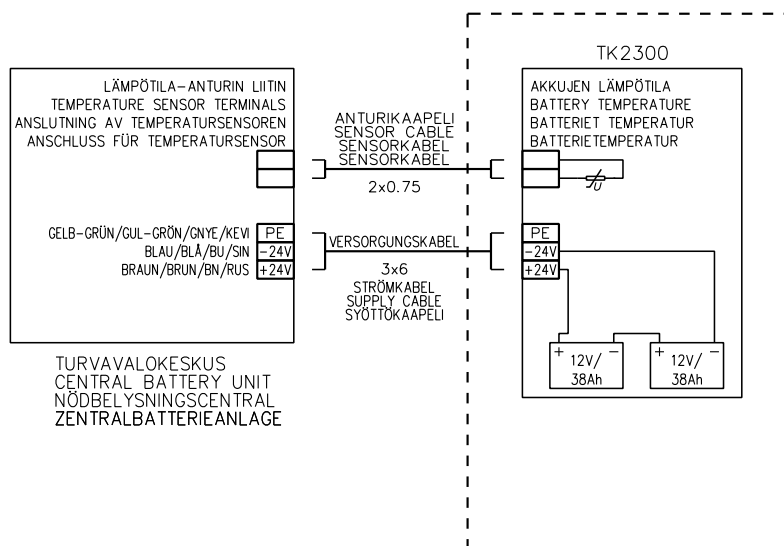 TK2300
LÄMPÖTILA-ANTURIN LIITIN
TEMPERATURE SENSOR TERMINALS
ANSLUTNING AV TEMPERATURSENSOREN
ANSCHLUSS FÜR TEMPERATURSENSOR
ANTURIKAAPELI
SENSOR CABLE
SENSORKABEL
SENSORKABEL
2x0.75
AKKUJEN LÄMPÖTILA
BATTERY TEMPERATURE
BATTERIET TEMPERATUR
BATTERIETEMPERATUR
U
GELB-GRÜN/GUL-GRÖN/GNYE/KEVI PE
BLAU/BLÅ/BU/SIN -24V
BRAUN/BRUN/BN/RUS +24V
VERSORGUNGSKABEL
3x6
STRÖMKABEL
SUPPLY CABLE
SYÖTTÖKAAPELI
PE
-24V
+24V
+ 12V/ -
38Ah
+ 12V/ -
38Ah
TURVAVALOKESKUS
CENTRAL BATTERY UNIT
NÖDBELYSNINGSCENTRAL
ZENTRALBATTERIEANLAGE